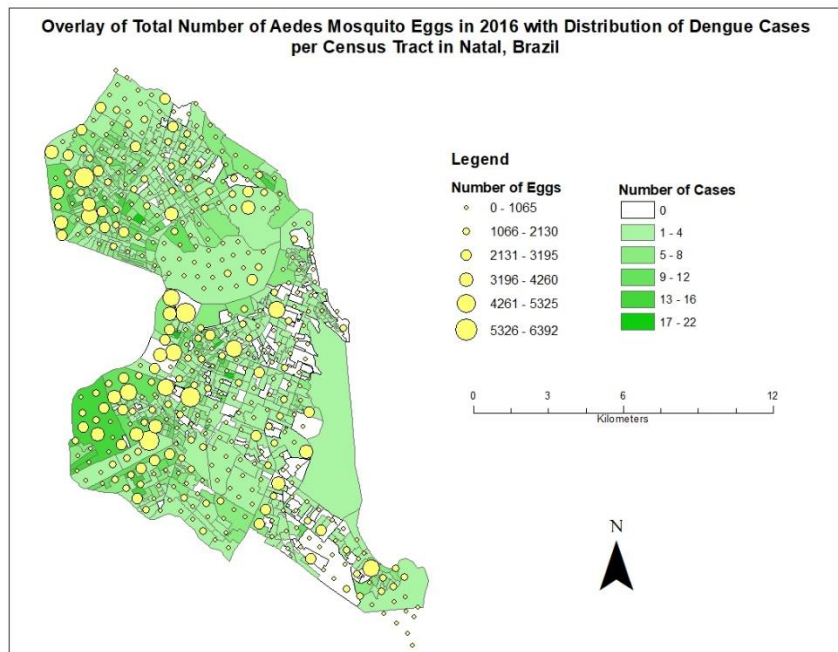 Overlay of Total Number of Aedes Mosquito Eggs in 2016 with Distribution of Dengue Cases
per Census Tract in Natal, Brazil
Legend
Number of Eggs
0 - 1065
1066 - 2130
2131 - 3195
3196 - 4260
4261 - 5325
5326 - 6392
Number of Cases
0
1 - 4
5 - 8
9 - 12
13 - 16
17 - 22
0 3 6 12
Kilometers
N